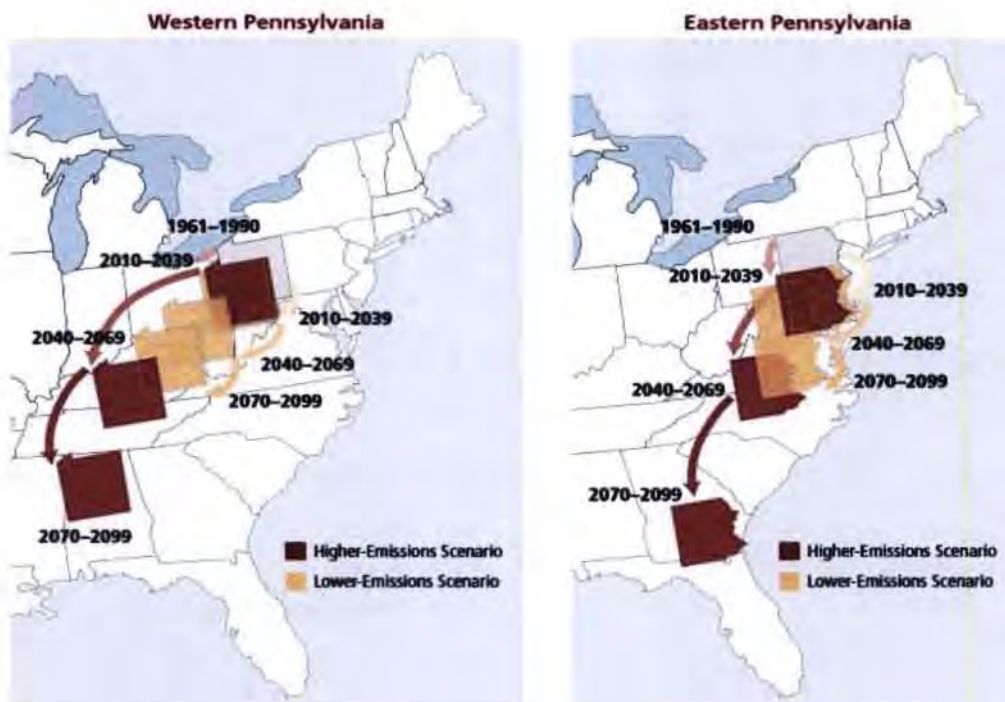 Western Pennsylvania
1961–1990
2010–2039
2010–2039
2040–2069
2040–2069
2070–2099
2070–2099
Higher-Emissions Scenario
Lower-Emissions Scenario
Eastern Pennsylvania
1961–1990
2010–2039
2010–2039
2040–2069
2040–2069
2070–2099
2070–2099
Higher-Emissions Scenario
Lower-Emissions Scenario